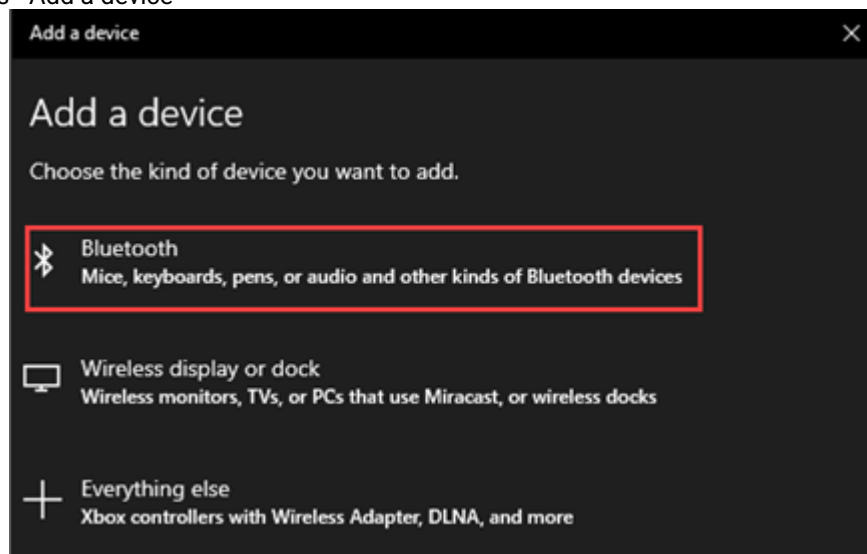 Add a device
Add a device
Add a device
Choose the kind of device you want to add.
Bluetooth
Mice, keyboards, pens, or audio and other kinds of Bluetooth devices
Wireless display or dock
Wireless monitors, TVs, or PCs that use Miracast, or wireless docks
Everything else
Xbox controllers with Wireless Adapter, DLNA, and more